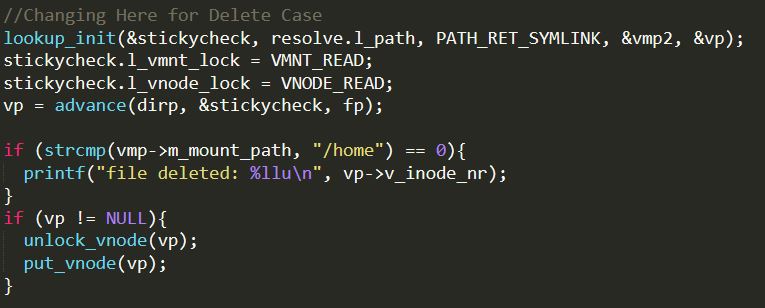 //Changing Here for Delete Case
lookup_init(&stickycheck, resolve.l_path, PATH_RET_SYMLINK, &vmp2, &vp);
stickycheck.l_vmnt_lock = VMNT_READ;
stickycheck.l_vnode_lock = VNODE_READ;
vp = advance(dirp, &stickycheck, fp);

if (strcmp(vmp->m_mount_path, "/home") == 0){
  printf("file deleted: %llu\n", vp->v_inode_nr);
}
if (vp != NULL){
  unlock_vnode(vp);
  put_vnode(vp);
}